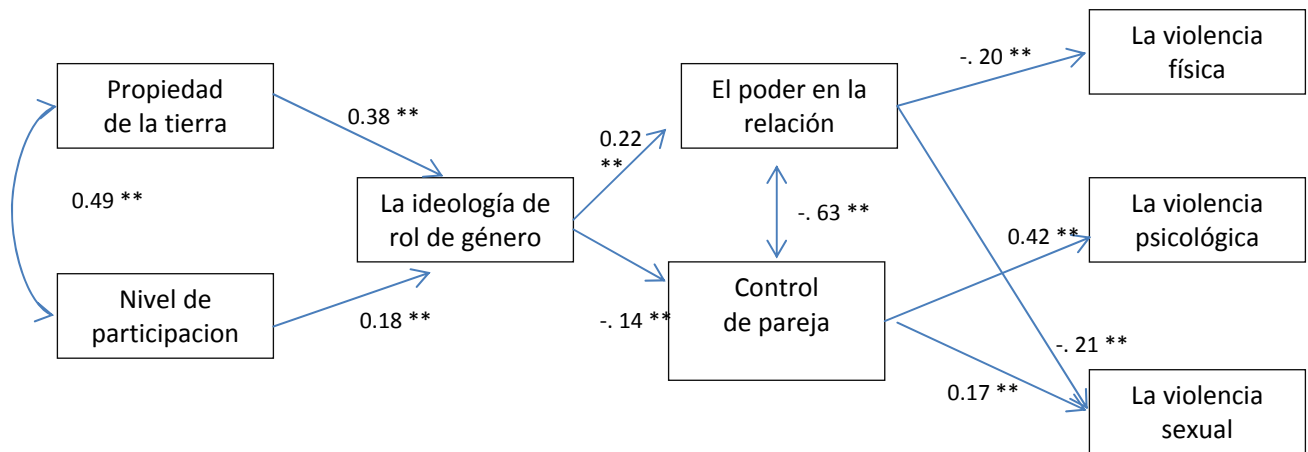 Propiedad
de la tierra
0.49 **
Nivel de
participacion
0.38 **
0.18 **
La ideología de
rol de género
0.22
**
-. 14 **
El poder en la
relación
-. 63 **
Control
de pareja
-. 20 **
0.42 **
-. 21 **
0.17 **
La violencia
física
La violencia
psicológica
La violencia
sexual